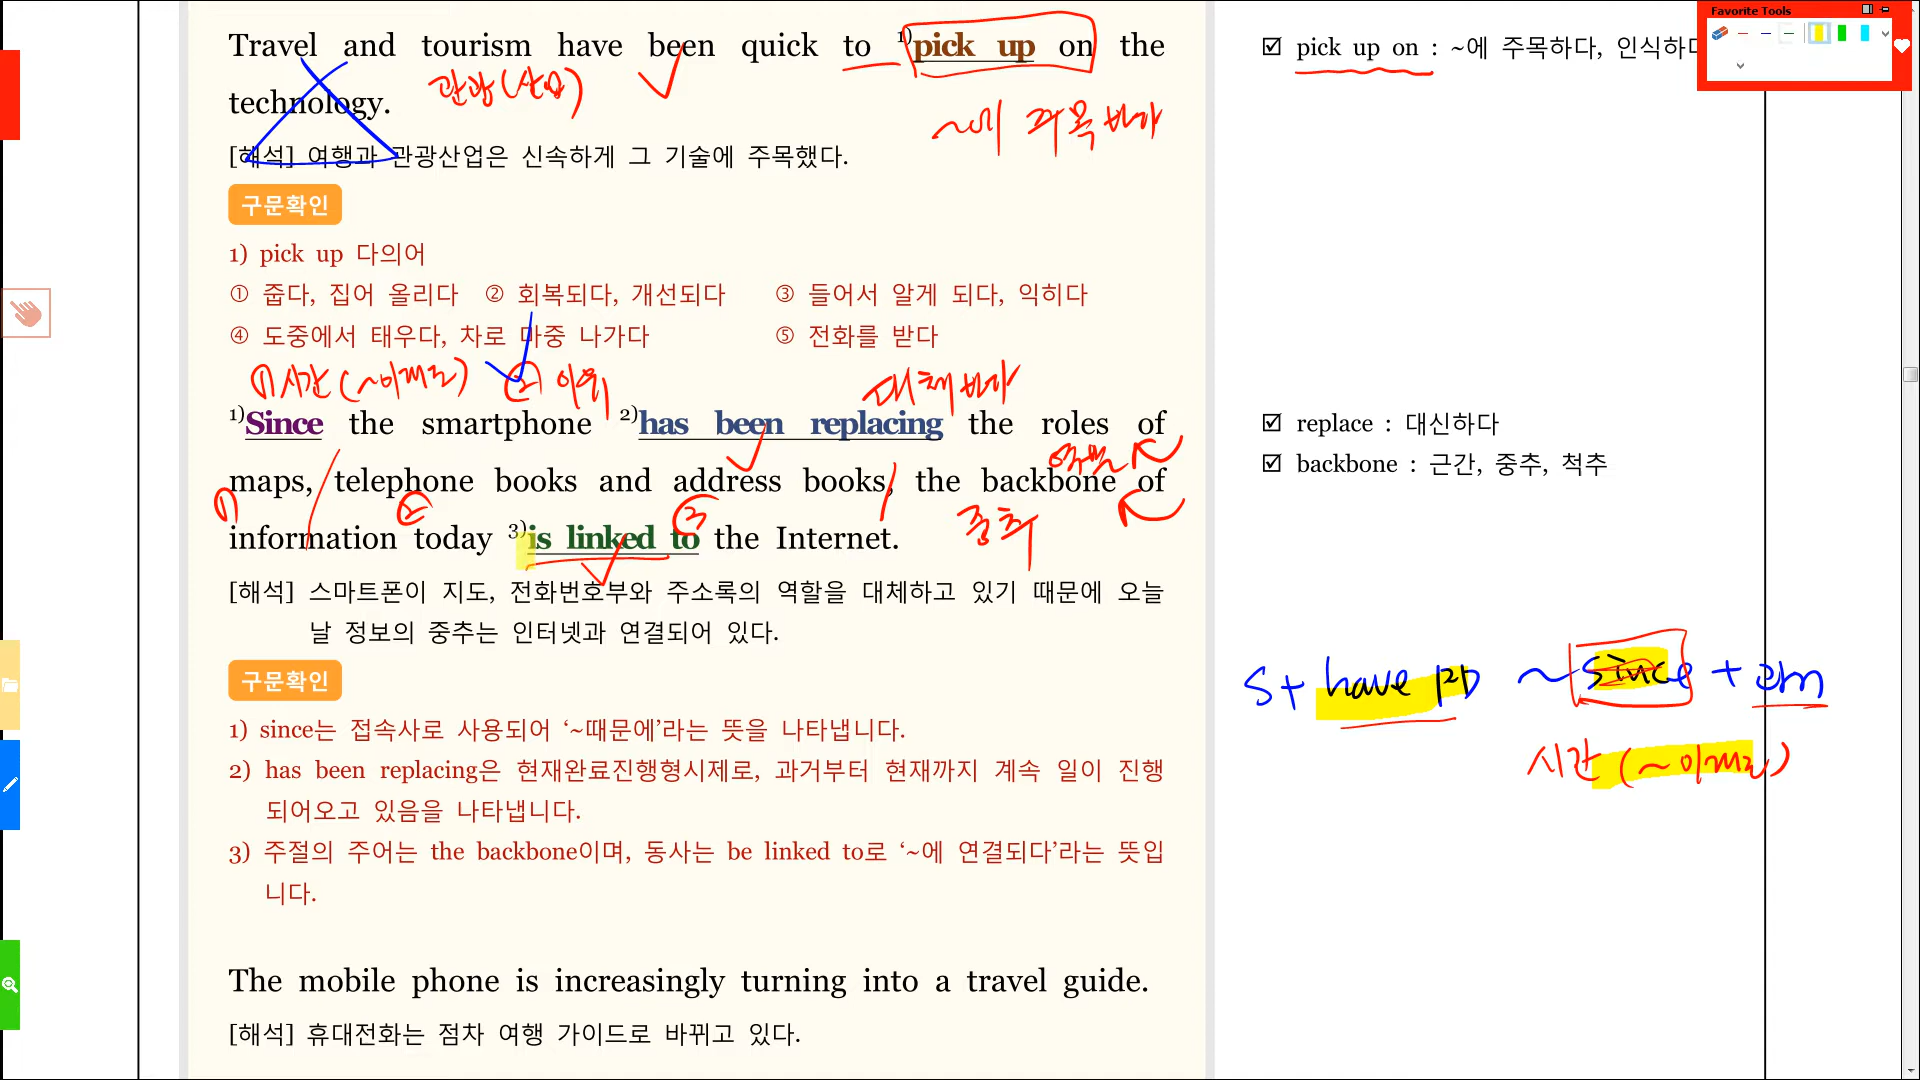 Favorite Tools
Travel and tourism have been quick to 1)pick up on the
technology.
관광(산업)
~에 주목하다
[해석] 여행과 관광산업은 신속하게 그 기술에 주목했다.
☑ pick up on : ~에 주목하다, 인식하다
구문확인
1) pick up 다의어
① 줍다, 집어 올리다 ② 회복되다, 개선되다 ③ 들어서 알게 되다, 익히다
④ 도중에서 태우다, 차로 마중 나가다 ⑤ 전화를 받다
① 시간 (~이래로) ② 이유
대체하다
1)Since the smartphone 2)has been replacing the roles of
역할
maps, telephone books and address books, the backbone of
① ② ③
중추
information today 3)is linked to the Internet.
☑ replace : 대신하다
☑ backbone : 근간, 중추, 척추
[해석] 스마트폰이 지도, 전화번호부와 주소록의 역할을 대체하고 있기 때문에 오늘
날 정보의 중추는 인터넷과 연결되어 있다.
S+ have PP ~ since + 과거
시간 (~이래로)
구문확인
1) since는 접속사로 사용되어 ‘~때문에’라는 뜻을 나타냅니다.
2) has been replacing은 현재완료진행형시제로, 과거부터 현재까지 계속 일이 진행
되어오고 있음을 나타냅니다.
3) 주절의 주어는 the backbone이며, 동사는 be linked to로 ‘~에 연결되다’라는 뜻입
니다.
The mobile phone is increasingly turning into a travel guide.
[해석] 휴대전화는 점차 여행 가이드로 바뀌고 있다.